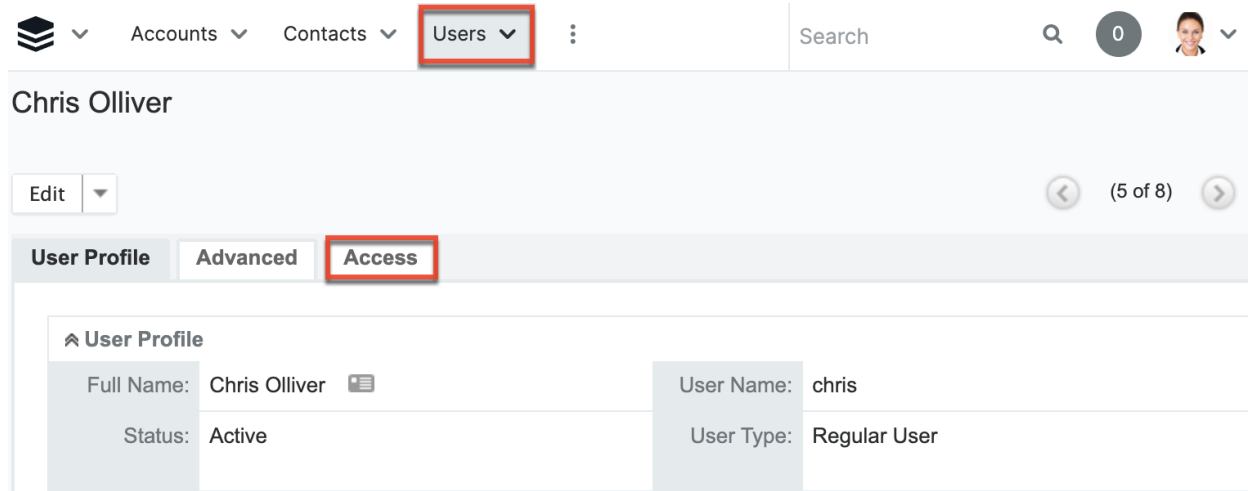 Accounts Contacts Users Search 0
Chris Olliver
Edit (5 of 8)
User Profile Advanced Access
User Profile
Full Name: Chris Olliver User Name: chris
Status: Active User Type: Regular User